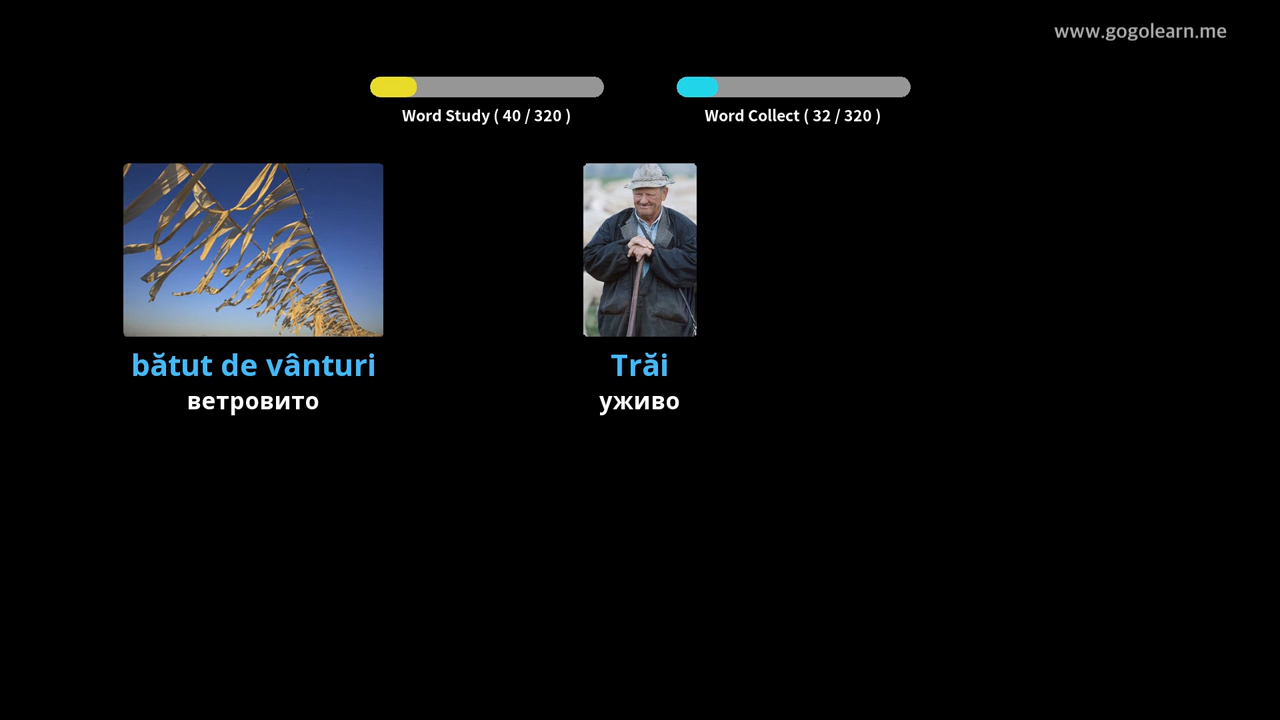 www.gogolearn.me
Word Study ( 40 / 320 )
Word Collect ( 32 / 320 )
bătut de vânturi
ветровито
Trăi
уживо